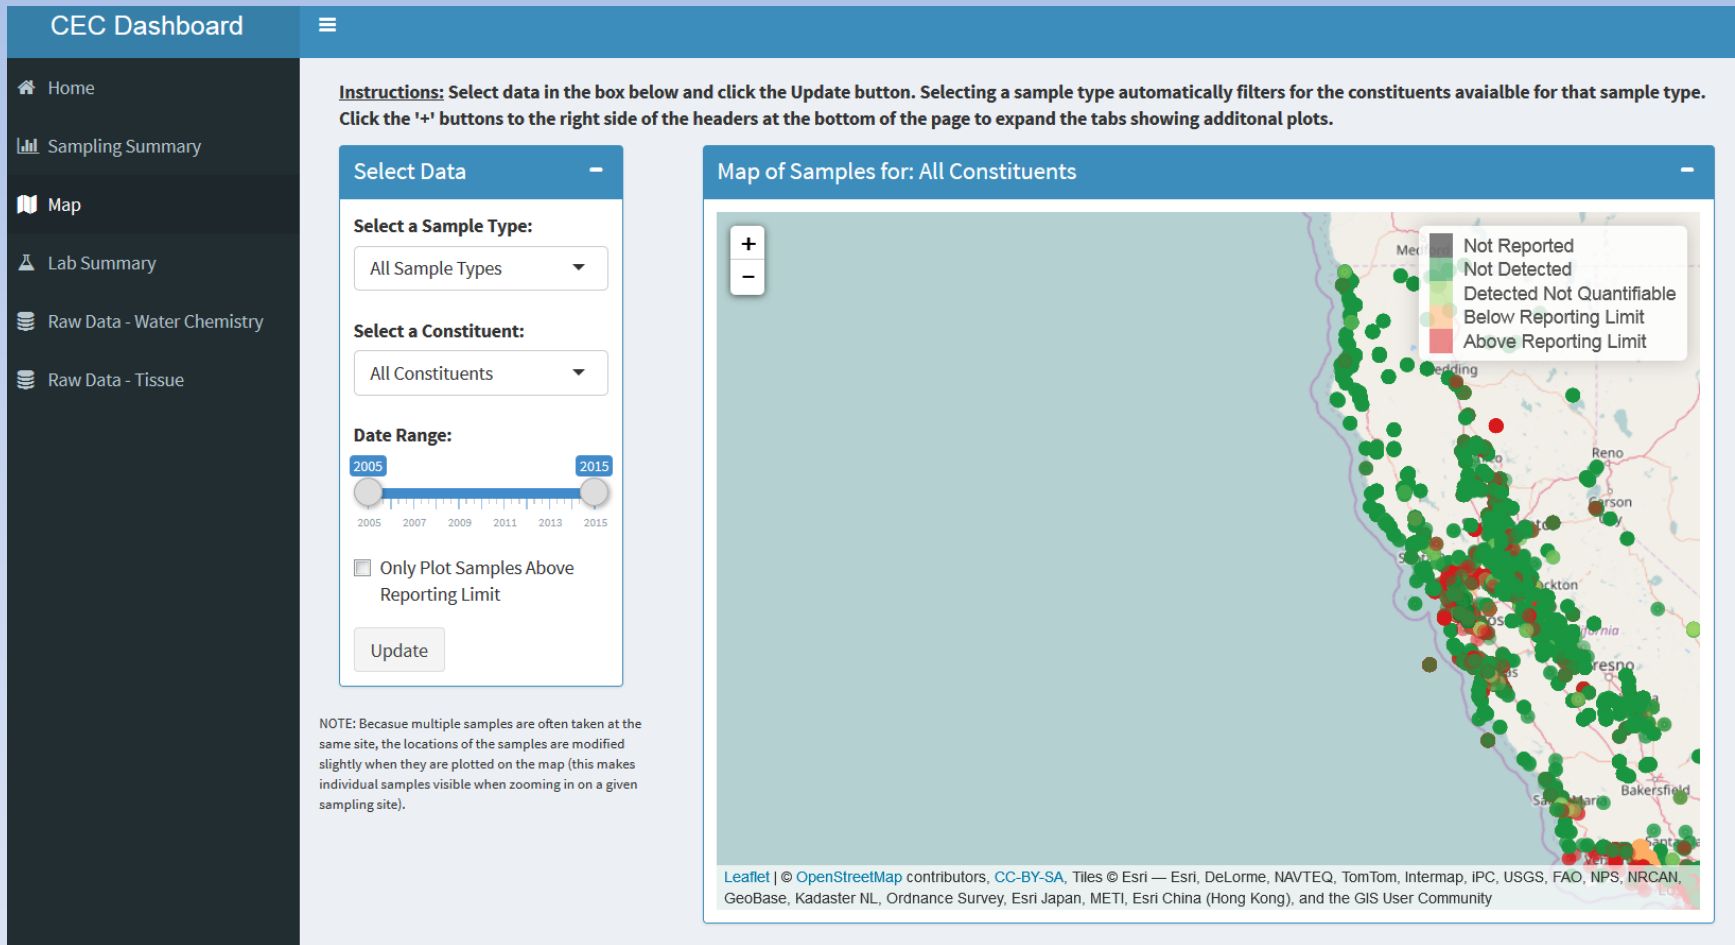 CEC Dashboard
Home
Sampling Summary
Map
Lab Summary
Raw Data - Water Chemistry
Raw Data - Tissue
Instructions: Select data in the box below and click the Update button. Selecting a sample type automatically filters for the constituents avaialble for that sample type.
Click the '+' buttons to the right side of the headers at the bottom of the page to expand the tabs showing additonal plots.
Select Data
Select a Sample Type:
All Sample Types
Select a Constituent:
All Constituents
Date Range:
2005 2015
2005 2007 2009 2011 2013 2015
Only Plot Samples Above
Reporting Limit
Update
NOTE: Becasue multiple samples are often taken at the
same site, the locations of the samples are modified
slightly when they are plotted on the map (this makes
individual samples visible when zooming in on a given
sampling site).
Map of Samples for: All Constituents
+
−
Not Reported
Not Detected
Detected Not Quantifiable
Below Reporting Limit
Above Reporting Limit
Reno
Bakersfield
Leaflet | © OpenStreetMap contributors, CC-BY-SA, Tiles © Esri — Esri, DeLorme, NAVTEQ, TomTom, Intermap, iPC, USGS, FAO, NPS, NRCAN,
GeoBase, Kadaster NL, Ordnance Survey, Esri Japan, METI, Esri China (Hong Kong), and the GIS User Community